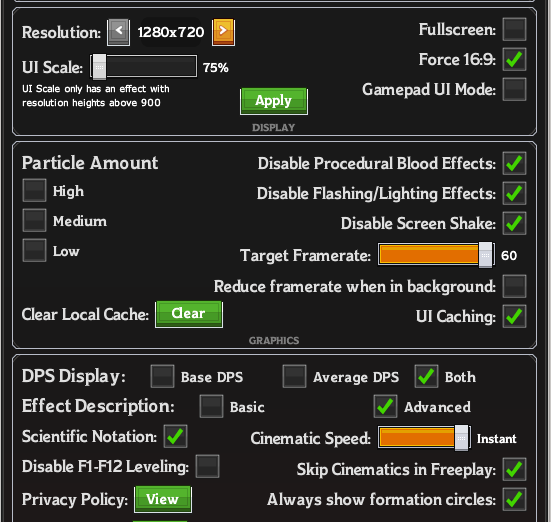 Resolution: < 1280x720 > Fullscreen:
UI Scale: 75% Force 16:9:
UI Scale only has an effect with
resolution heights above 900
Apply Gamepad UI Mode:
DISPLAY
Particle Amount Disable Procedural Blood Effects:
High Disable Flashing/Lighting Effects:
Medium Disable Screen Shake:
Low Target Framerate: 60
Reduce framerate when in background:
Clear Local Cache: Clear UI Caching:
GRAPHICS
DPS Display: Base DPS Average DPS Both
Effect Description: Basic Advanced
Scientific Notation: Cinematic Speed: Instant
Disable F1-F12 Leveling: Skip Cinematics in Freeplay:
Privacy Policy: View Always show formation circles: